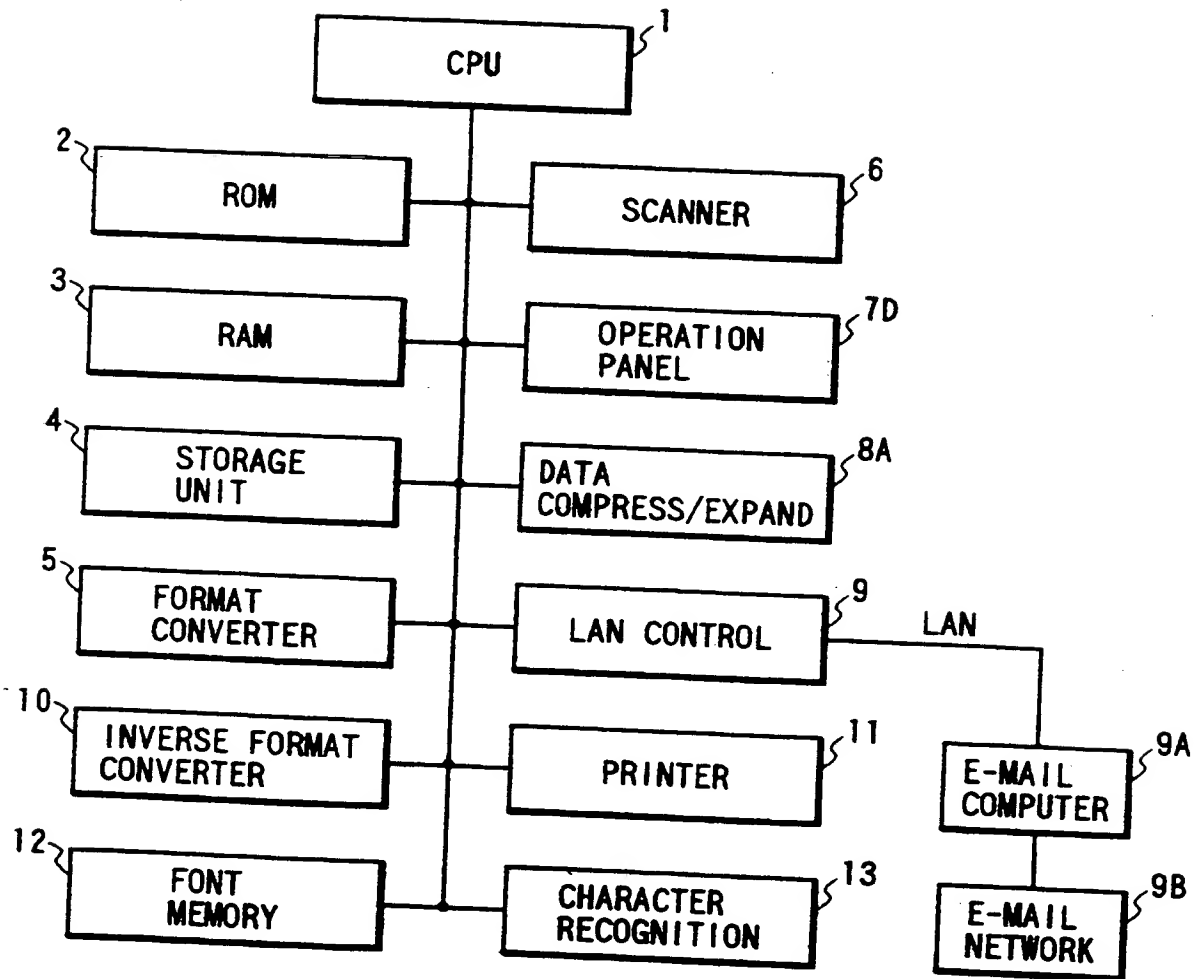 1
CPU
2
ROM
6
SCANNER
3
RAM
7D
OPERATION
PANEL
4
STORAGE
UNIT
8A
DATA
COMPRESS/EXPAND
5
FORMAT
CONVERTER
9
LAN CONTROL
LAN
10
INVERSE FORMAT
CONVERTER
11
PRINTER
9A
E-MAIL
COMPUTER
12
FONT
MEMORY
13
CHARACTER
RECOGNITION
9B
E-MAIL
NETWORK